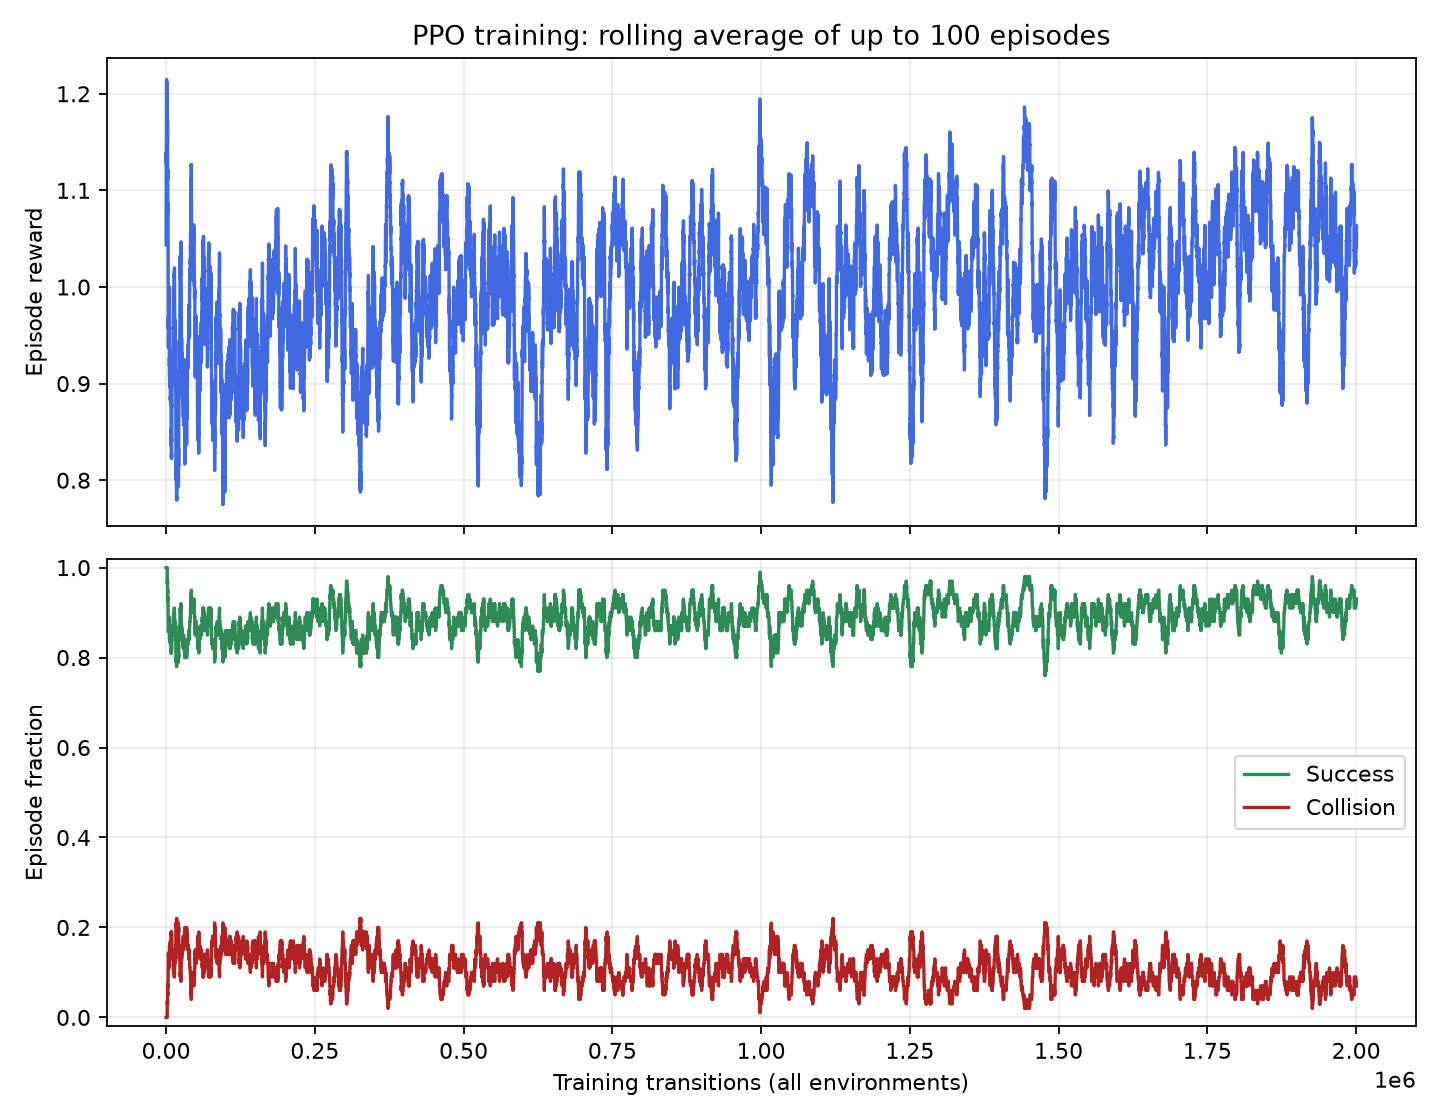 PPO training: rolling average of up to 100 episodes
Episode reward
1.2
1.1
1.0
0.9
0.8
Episode fraction
1.0
0.8
0.6
0.4
0.2
0.0
Success
Collision
0.00 0.25 0.50 0.75 1.00 1.25 1.50 1.75 2.00
1e6
Training transitions (all environments)